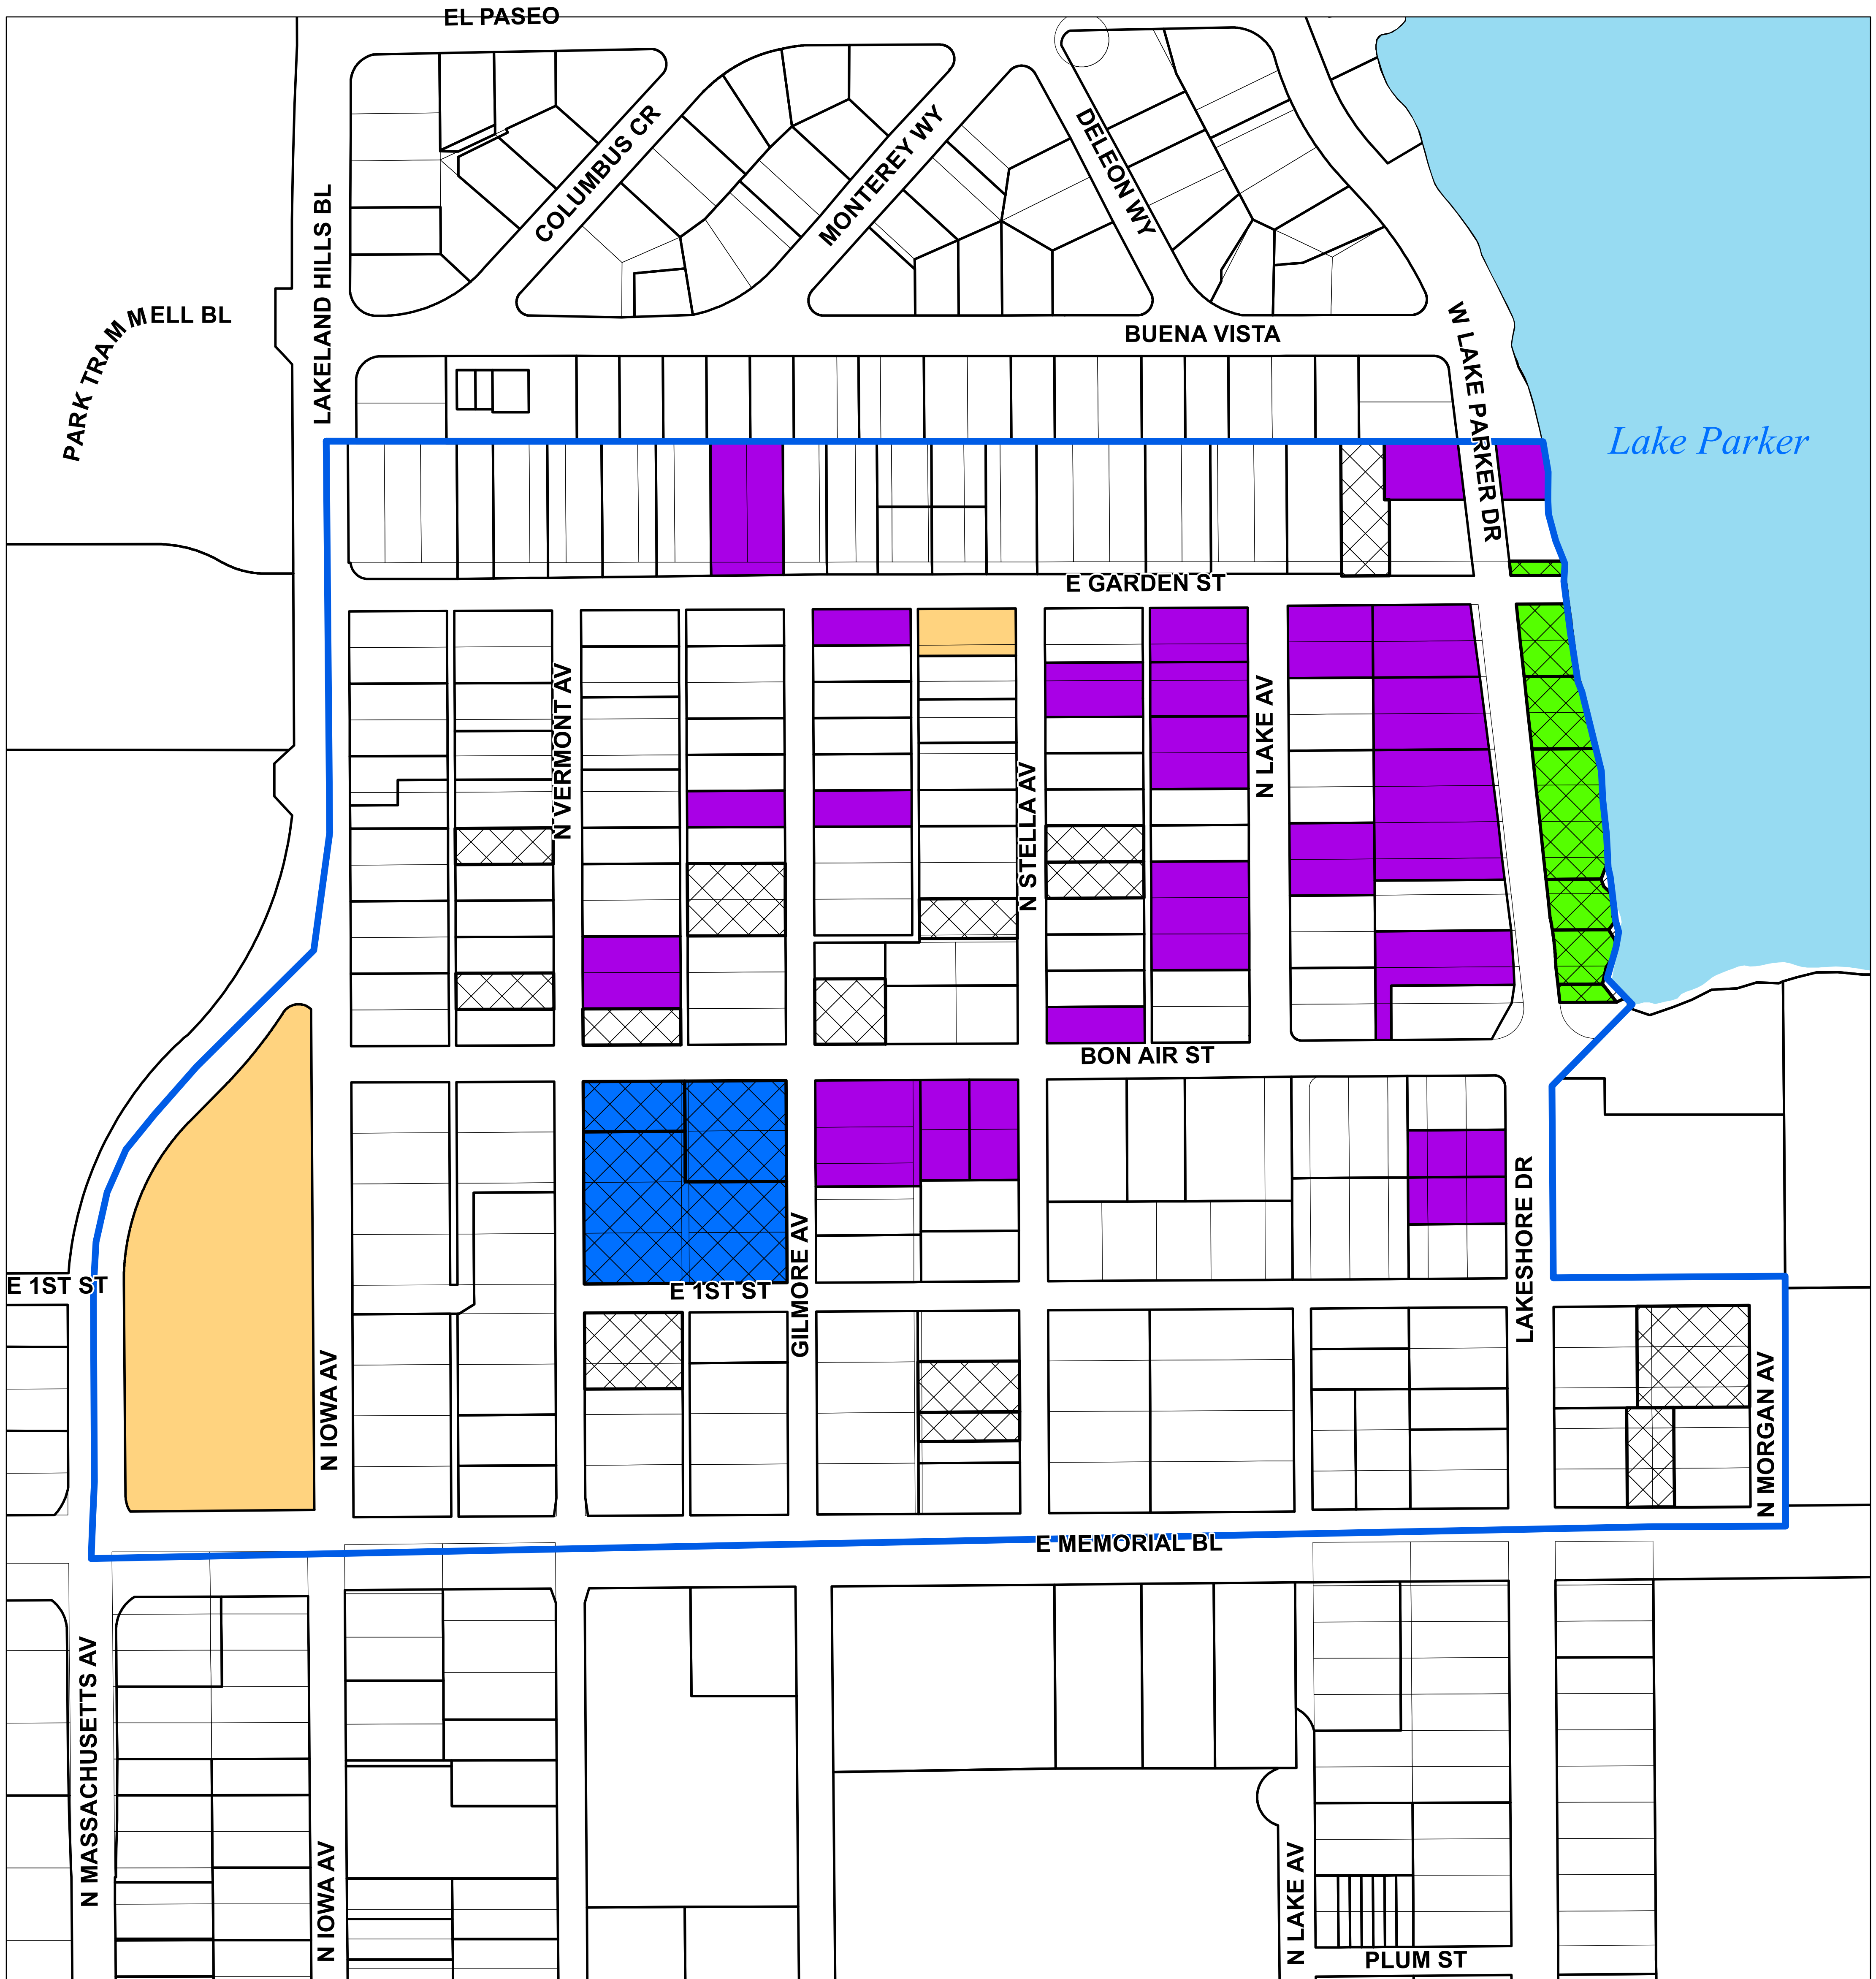 EL PASEO
COLUMBUS CR
MONTEREY WY
DELEON WY
LAKELAND HILLS BL
PARK TRAMMELL BL
BUENA VISTA
W LAKE PARKER DR
Lake Parker
E GARDEN ST
N VERMONT AV
N STELLA AV
N LAKE AV
BON AIR ST
LAKESHORE DR
GILMORE AV
E 1ST ST
E 1ST ST
N IOWA AV
N MORGAN AV
E MEMORIAL BL
N MASSACHUSETTS AV
N IOWA AV
N LAKE AV
PLUM ST